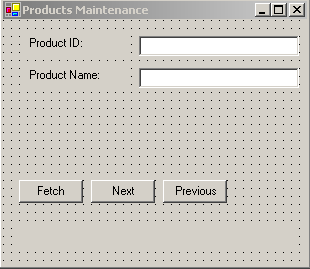 Products Maintenance
Product ID:
Product Name:
Fetch Next Previous